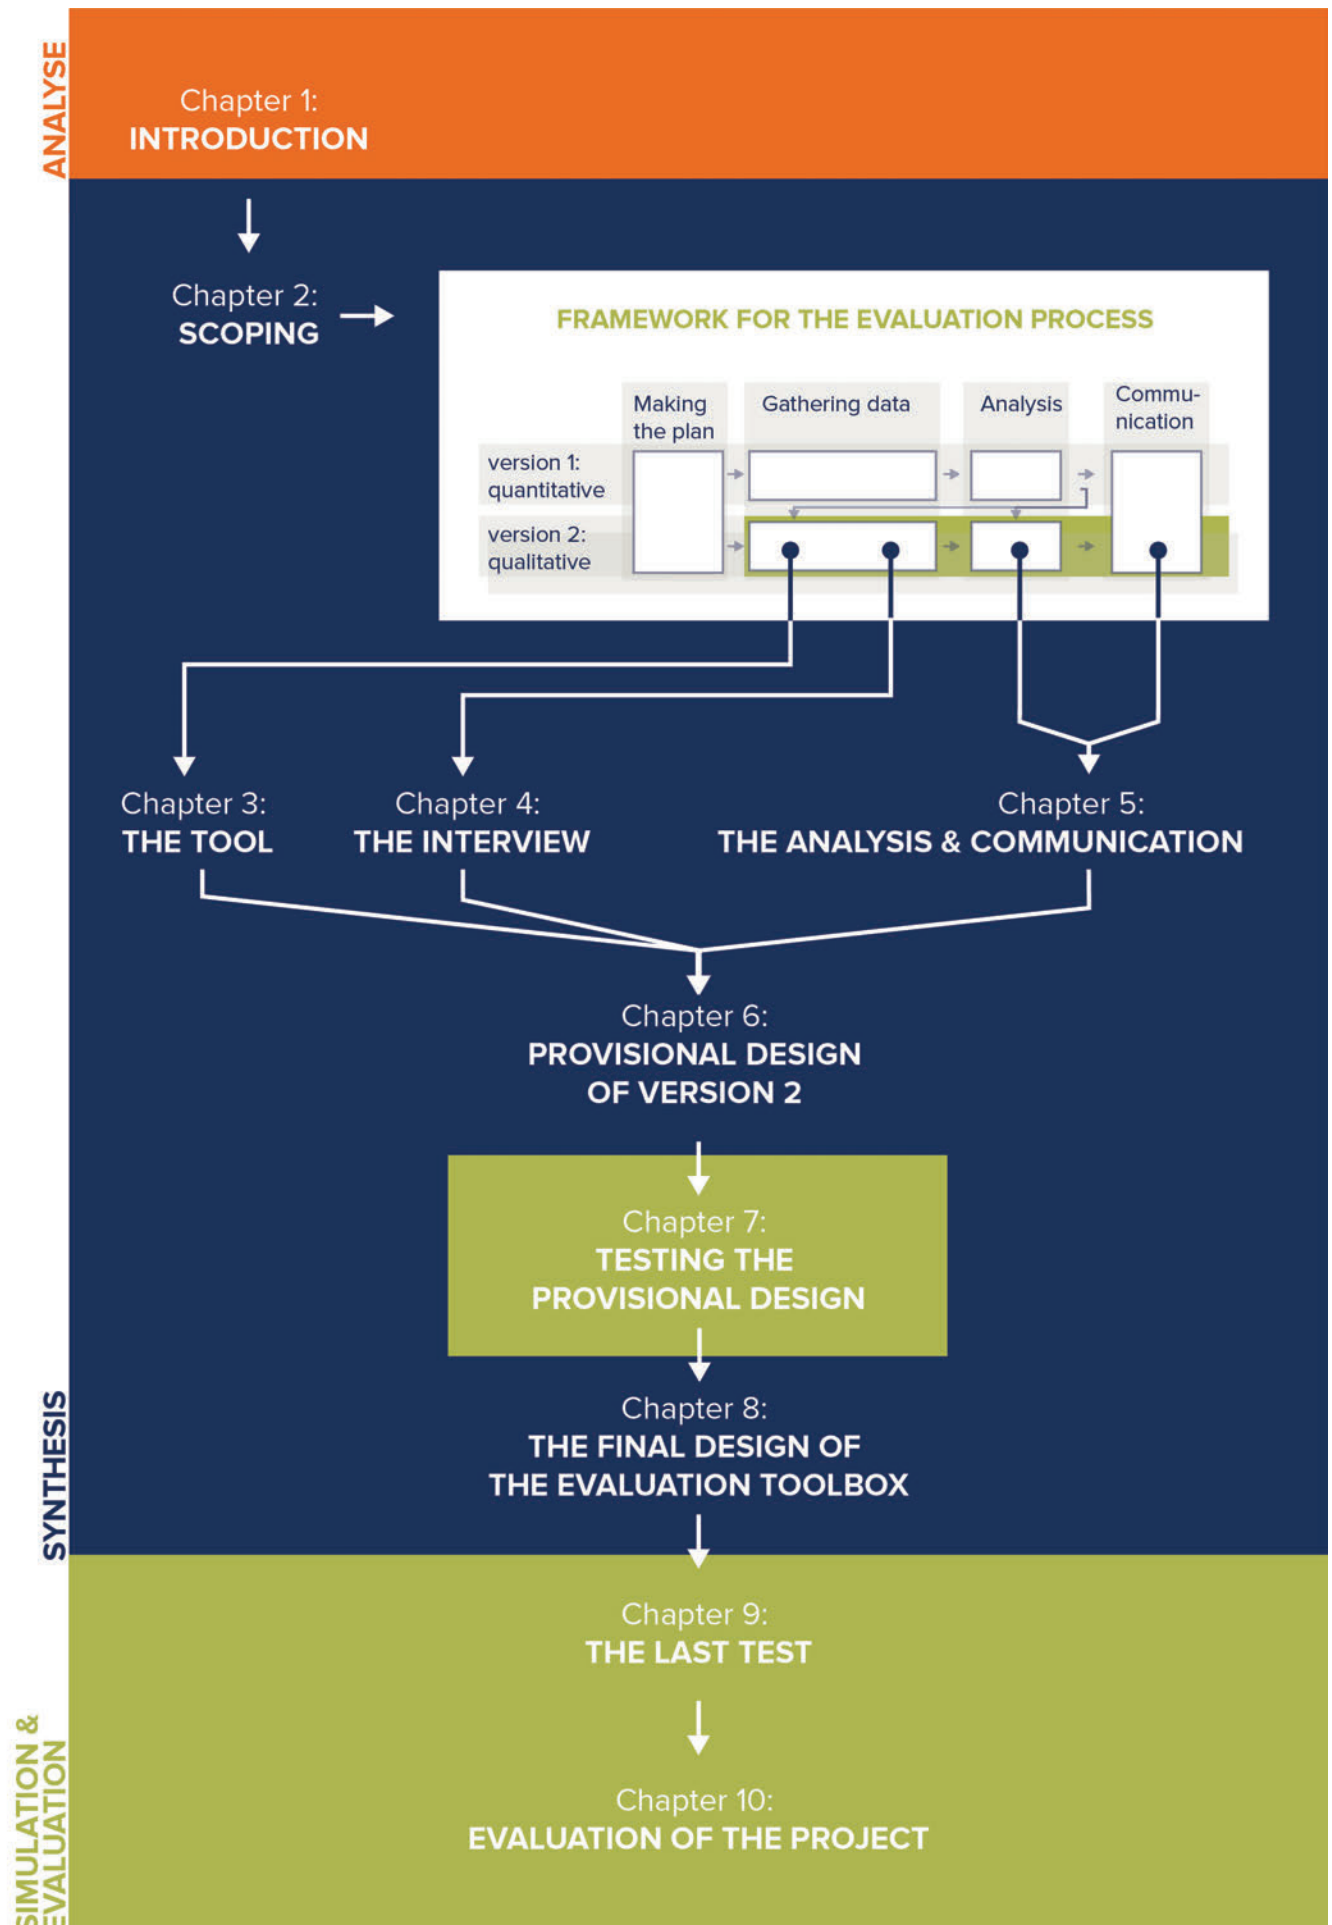 ANALYSE
Chapter 1:
INTRODUCTION
Chapter 2:
SCOPING
FRAMEWORK FOR THE EVALUATION PROCESS
Making
the plan
Gathering data
Analysis
Commu-
nication
version 1:
quantitative
version 2:
qualitative
Chapter 3:
THE TOOL
Chapter 4:
THE INTERVIEW
Chapter 5:
THE ANALYSIS & COMMUNICATION
Chapter 6:
PROVISIONAL DESIGN
OF VERSION 2
Chapter 7:
TESTING THE
PROVISIONAL DESIGN
SYNTHESIS
Chapter 8:
THE FINAL DESIGN OF
THE EVALUATION TOOLBOX
Chapter 9:
THE LAST TEST
SIMULATION &
EVALUATION
Chapter 10:
EVALUATION OF THE PROJECT